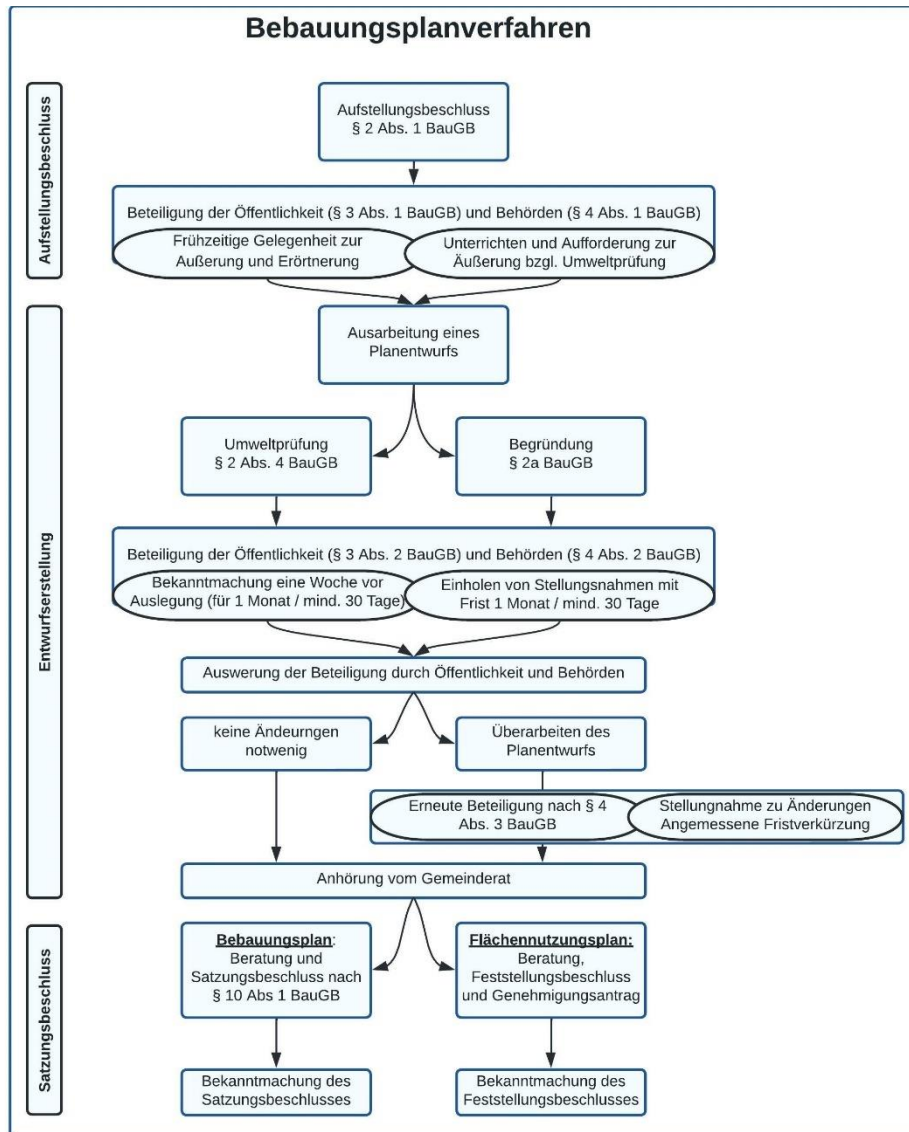 Bebauungsplanverfahren
Aufstellungsbeschluss
Aufstellungsbeschluss
§ 2 Abs. 1 BauGB
Beteiligung der Öffentlichkeit (§ 3 Abs. 1 BauGB) und Behörden (§ 4 Abs. 1 BauGB)
Frühzeitige Gelegenheit zur
Äußerung und Erörtnerung
Unterrichten und Aufforderung zur
Äußerung bzgl. Umweltprüfung
Entwurfserstellung
Ausarbeitung eines
Planentwurfs
Umweltprüfung
§ 2 Abs. 4 BauGB
Begründung
§ 2a BauGB
Beteiligung der Öffentlichkeit (§ 3 Abs. 2 BauGB) und Behörden (§ 4 Abs. 2 BauGB)
Bekanntmachung eine Woche vor
Auslegung (für 1 Monat / mind. 30 Tage)
Einholen von Stellungsnahmen mit
Frist 1 Monat / mind. 30 Tage
Auswerung der Beteiligung durch Öffentlichkeit und Behörden
keine Ändeurngen
notwenig
Überarbeiten des
Planentwurfs
Erneute Beteiligung nach § 4
Abs. 3 BauGB
Stellungnahme zu Änderungen
Angemessene Fristverkürzung
Anhörung vom Gemeinderat
Satzungsbeschluss
Bebauungsplan:
Beratung und
Satzungsbeschluss nach
§ 10 Abs 1 BauGB
Flächennutzungsplan:
Beratung,
Feststellungsbeschluss
und Genehmigungsantrag
Bekanntmachung des
Satzungsbeschlusses
Bekanntmachung des
Feststellungsbeschlusses